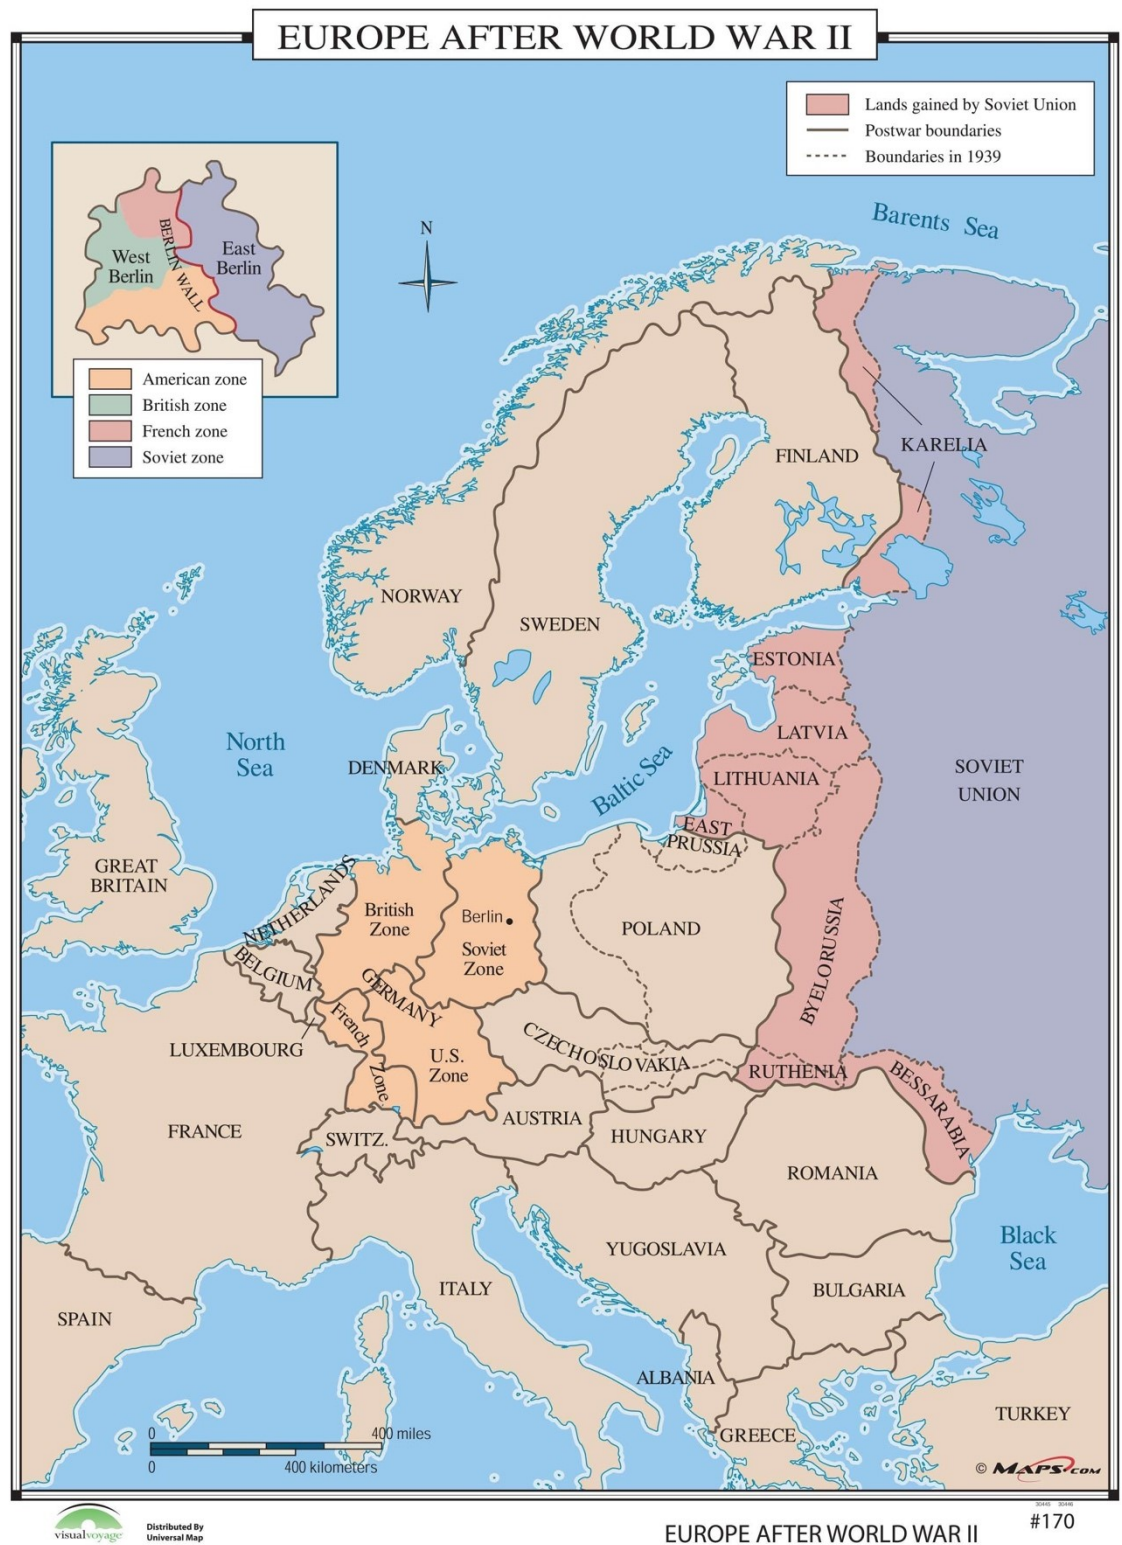 EUROPE AFTER WORLD WAR II
Lands gained by Soviet Union
Postwar boundaries
Boundaries in 1939
West
Berlin
BERLIN WALL
East
Berlin
American zone
British zone
French zone
Soviet zone
N
Barents Sea
KARELIA
FINLAND
NORWAY
SWEDEN
ESTONIA
LATVIA
LITHUANIA
North
Sea
DENMARK
Baltic Sea
SOVIET
UNION
EAST
PRUSSIA
GREAT
BRITAIN
NETHERLANDS
British
Zone
Berlin
Soviet
Zone
POLAND
BYELORUSSIA
BELGIUM
GERMANY
French
Zone
LUXEMBOURG
U.S.
Zone
CZECHOSLOVAKIA
RUTHENIA
BESSARABIA
FRANCE
SWITZ.
AUSTRIA
HUNGARY
ROMANIA
YUGOSLAVIA
Black
Sea
ITALY
BULGARIA
SPAIN
ALBANIA
GREECE
TURKEY
0
400 miles
0
400 kilometers
© MAPS.COM
visualvoyage
Distributed By
Universal Map
EUROPE AFTER WORLD WAR II
30445 30446
#170